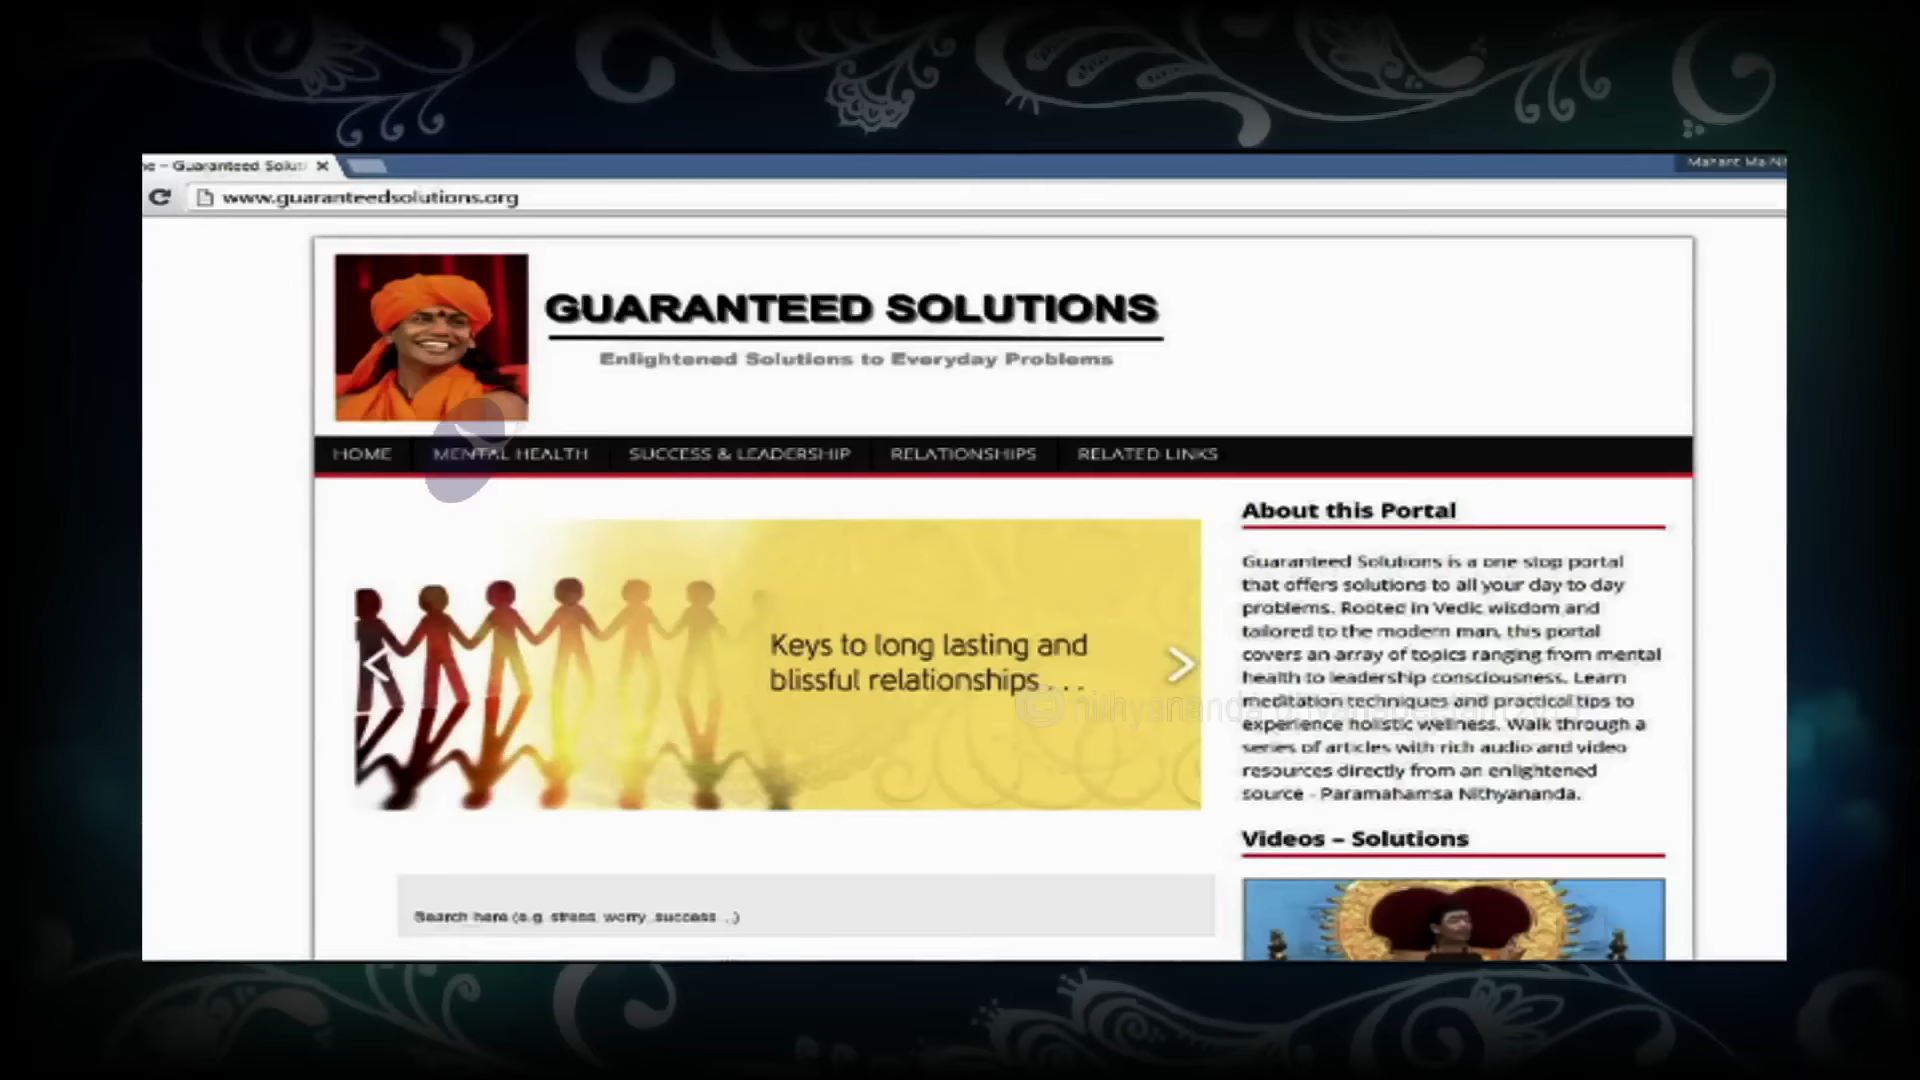 Guaranteed Solut
www.guaranteedsolutions.org
GUARANTEED SOLUTIONS
Enlightened Solutions to Everyday Problems
HOME MENTAL HEALTH SUCCESS & LEADERSHIP RELATIONSHIPS RELATED LINKS
Keys to long lasting and
blissful relationships. . .
Search here (e.g. stress, worry, success ...)
About this Portal
Guaranteed Solutions is a one stop portal
that offers solutions to all your day to day
problems. Rooted in Vedic wisdom and
tailored to the modern man, this portal
covers an array of topics ranging from mental
health to leadership consciousness. Learn
meditation techniques and practical tips to
experience holistic wellness. Walk through a
series of articles with rich audio and video
resources directly from an enlightened
source - Paramahamsa Nithyananda.
Videos – Solutions